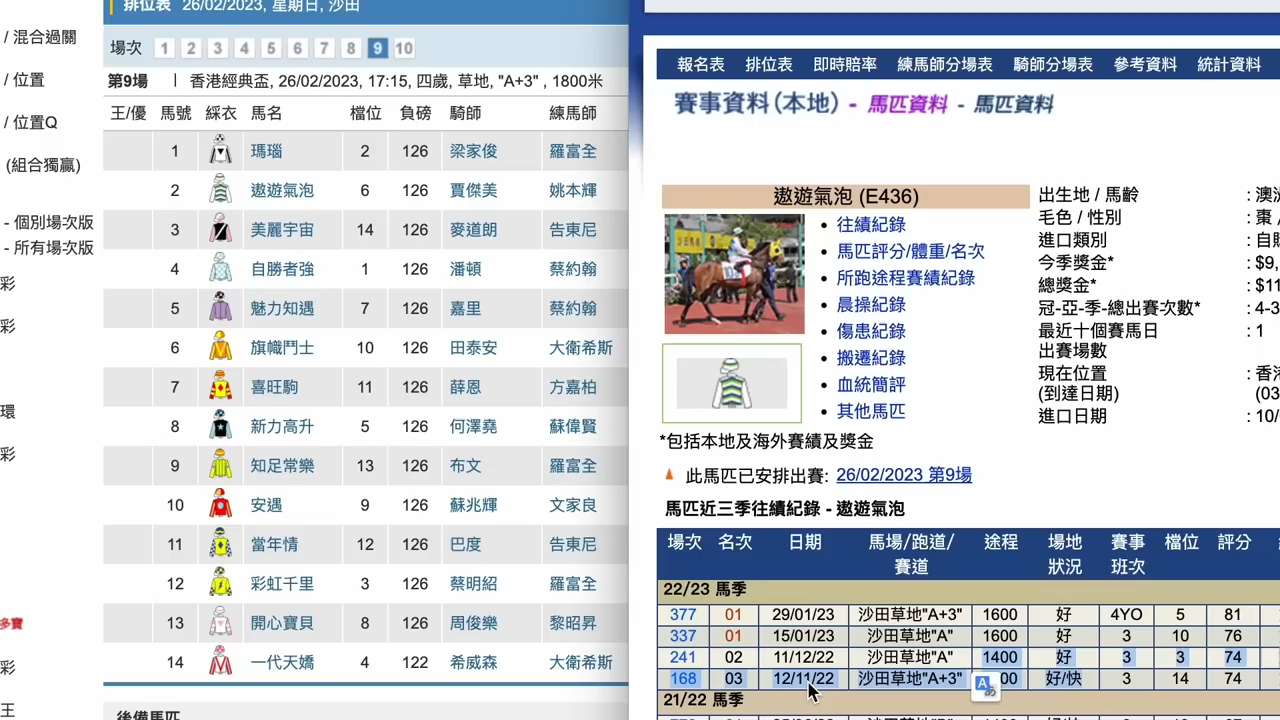 排位表 26/02/2023, 星期日, 沙田
/ 混合過關
/ 位置
/ 位置Q
(組合獨贏)
- 個別場次版
- 所有場次版
彩
彩
環
彩
多寶
彩
王
場次 1 2 3 4 5 6 7 8 9 10
第9場 | 香港經典盃, 26/02/2023, 17:15, 四歲, 草地, "A+3" , 1800米
王/優 馬號 綵衣 馬名 檔位 負磅 騎師 練馬師
1 瑪瑙 2 126 梁家俊 羅富全
2 遨遊氣泡 6 126 賈傑美 姚本輝
3 美麗宇宙 14 126 麥道朗 告東尼
4 自勝者強 1 126 潘頓 蔡約翰
5 魅力知遇 7 126 嘉里 蔡約翰
6 旗幟鬥士 10 126 田泰安 大衛希斯
7 喜旺駒 11 126 薛恩 方嘉柏
8 新力高升 5 126 何澤堯 蘇偉賢
9 知足常樂 13 126 布文 羅富全
10 安遇 9 126 蘇兆輝 文家良
11 當年情 12 126 巴度 告東尼
12 彩虹千里 3 126 蔡明紹 羅富全
13 開心寶貝 8 126 周俊樂 黎昭昇
14 一代天嬌 4 122 希威森 大衛希斯
後備馬匹
報名表 排位表 即時賠率 練馬師分場表 騎師分場表 參考資料 統計資料
賽事資料(本地) - 馬匹資料 - 馬匹資料
遨遊氣泡 (E436)
• 往績紀錄
• 馬匹評分/體重/名次
• 所跑途程賽績紀錄
• 晨操紀錄
• 傷患紀錄
• 搬遷紀錄
• 血統簡評
• 其他馬匹
出生地 / 馬齡 : 澳
毛色 / 性別 : 棗 /
進口類別 : 自
今季獎金* : $9,
總獎金* : $11
冠-亞-季-總出賽次數* : 4-3
最近十個賽馬日 : 1
出賽場數
現在位置 : 香
(到達日期) (03
進口日期 : 10/
*包括本地及海外賽績及獎金
此馬匹已安排出賽: 26/02/2023 第9場
馬匹近三季往績紀錄 - 遨遊氣泡
場次 名次 日期 馬場/跑道/ 途程 場地 賽事 檔位 評分
賽道 狀況 班次
22/23 馬季
377 01 29/01/23 沙田草地"A+3" 1600 好 4YO 5 81
337 01 15/01/23 沙田草地"A" 1600 好 3 10 76
241 02 11/12/22 沙田草地"A" 1400 好 3 3 74
168 03 12/11/22 沙田草地"A+3" 00 好/快 3 14 74
21/22 馬季